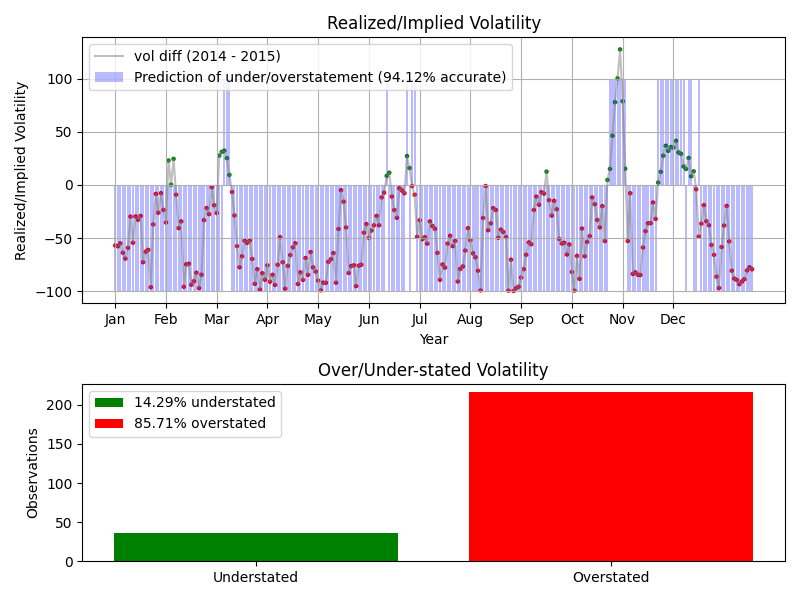 Realized/Implied Volatility
vol diff (2014 - 2015)
Prediction of under/overstatement (94.12% accurate)
Realized/Implied Volatility
100
50
0
−50
−100
Jan Feb Mar Apr May Jun Jul Aug Sep Oct Nov Dec
Year
Over/Under-stated Volatility
14.29% understated
85.71% overstated
Observations
200
150
100
50
0
Understated Overstated